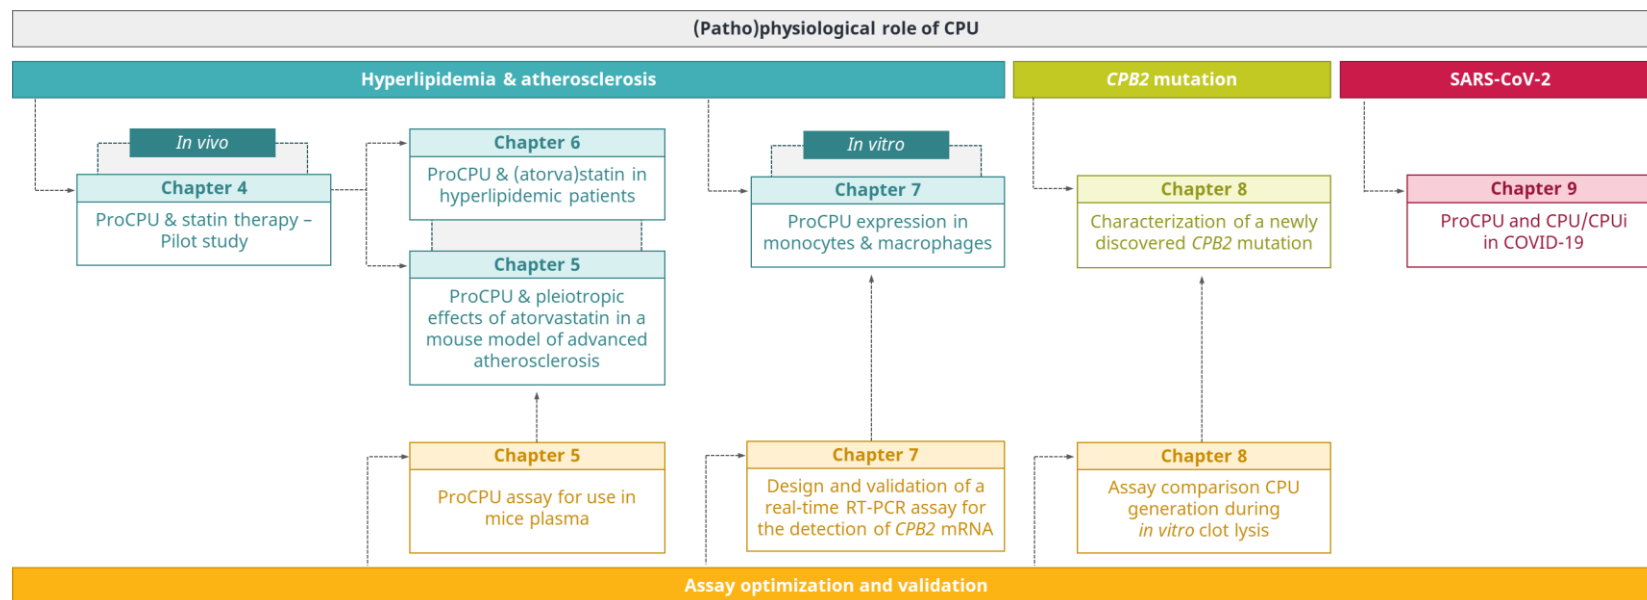 (Patho)physiological role of CPU
Hyperlipidemia & atherosclerosis
CPB2 mutation
SARS-CoV-2
In vivo
Chapter 4
ProCPU & statin therapy –
Pilot study
Chapter 6
ProCPU & (atorva)statin in
hyperlipidemic patients
Chapter 5
ProCPU & pleiotropic
effects of atorvastatin in a
mouse model of advanced
atherosclerosis
In vitro
Chapter 7
ProCPU expression in
monocytes & macrophages
Chapter 8
Characterization of a newly
discovered CPB2 mutation
Chapter 9
ProCPU and CPU/CPUi
in COVID-19
Chapter 5
ProCPU assay for use in
mice plasma
Chapter 7
Design and validation of a
real-time RT-PCR assay for
the detection of CPB2 mRNA
Chapter 8
Assay comparison CPU
generation during
in vitro clot lysis
Assay optimization and validation